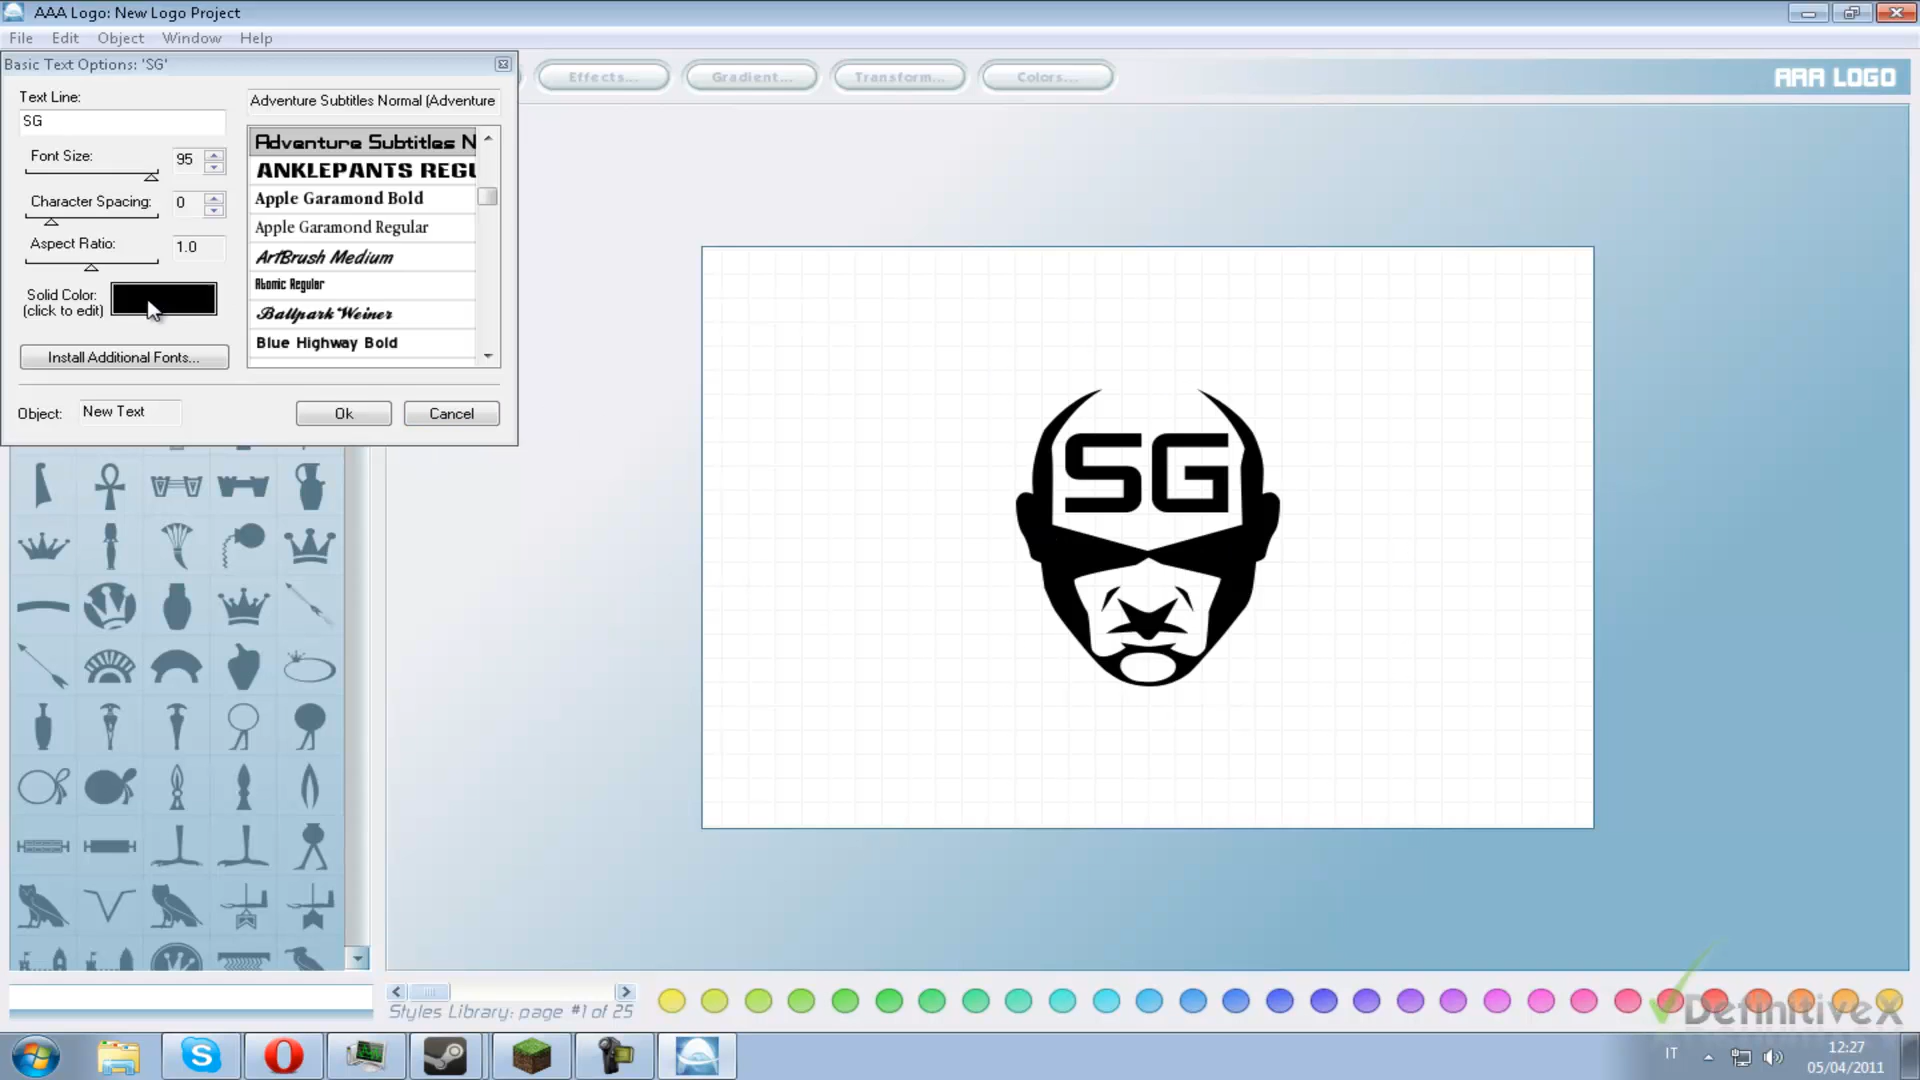 AAA Logo: New Logo Project
File Edit Object Window Help
Basic Text Options: 'SG'
Effects... Gradient... Transform... Colors...
AAA LOGO
Text Line:
SG
Font Size: 95
Character Spacing: 0
Aspect Ratio: 1.0
Solid Color:
(click to edit)
Install Additional Fonts...
Adventure Subtitles Normal (Adventure
Adventure Subtitles N
ANKLEPANTS REGU
Apple Garamond Bold
Apple Garamond Regular
ArtBrush Medium
Atomic Regular
Ballpark Weiner
Blue Highway Bold
Object: New Text Ok Cancel
SG
Styles Library: page #1 of 25
DefinitiveX
IT
12:27
05/04/2011